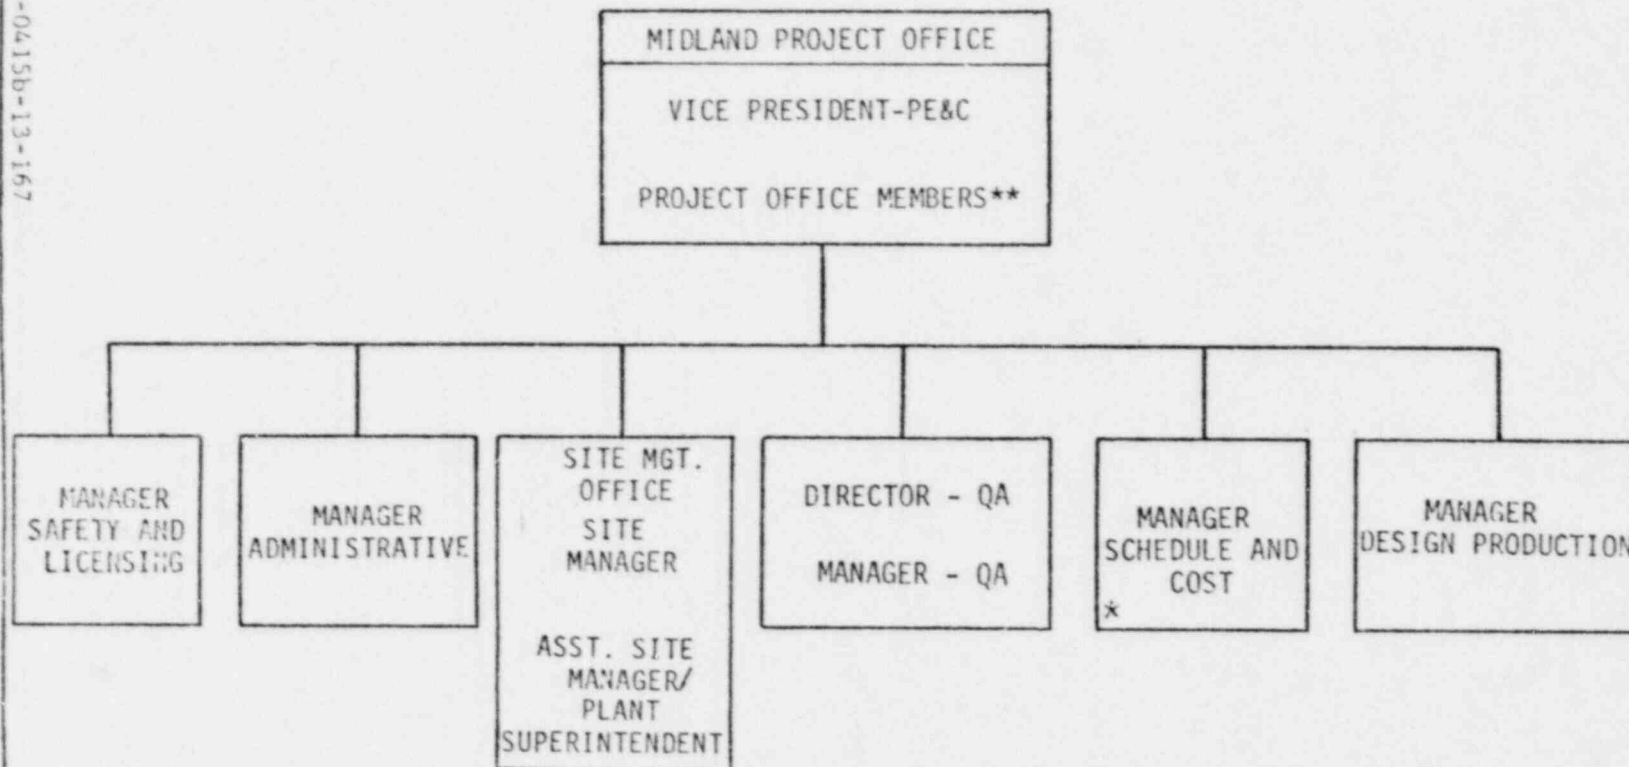 -0415b-13-167
MIDLAND PROJECT OFFICE
VICE PRESIDENT-PE&C
PROJECT OFFICE MEMBERS**
MANAGER
SAFETY AND
LICENSING
MANAGER
ADMINISTRATIVE
SITE MGT.
OFFICE
SITE
MANAGER
ASST. SITE
MANAGER/
PLANT
SUPERINTENDENT
DIRECTOR - QA
MANAGER - QA
MANAGER
SCHEDULE AND
COST
*
MANAGER
DESIGN PRODUCTION